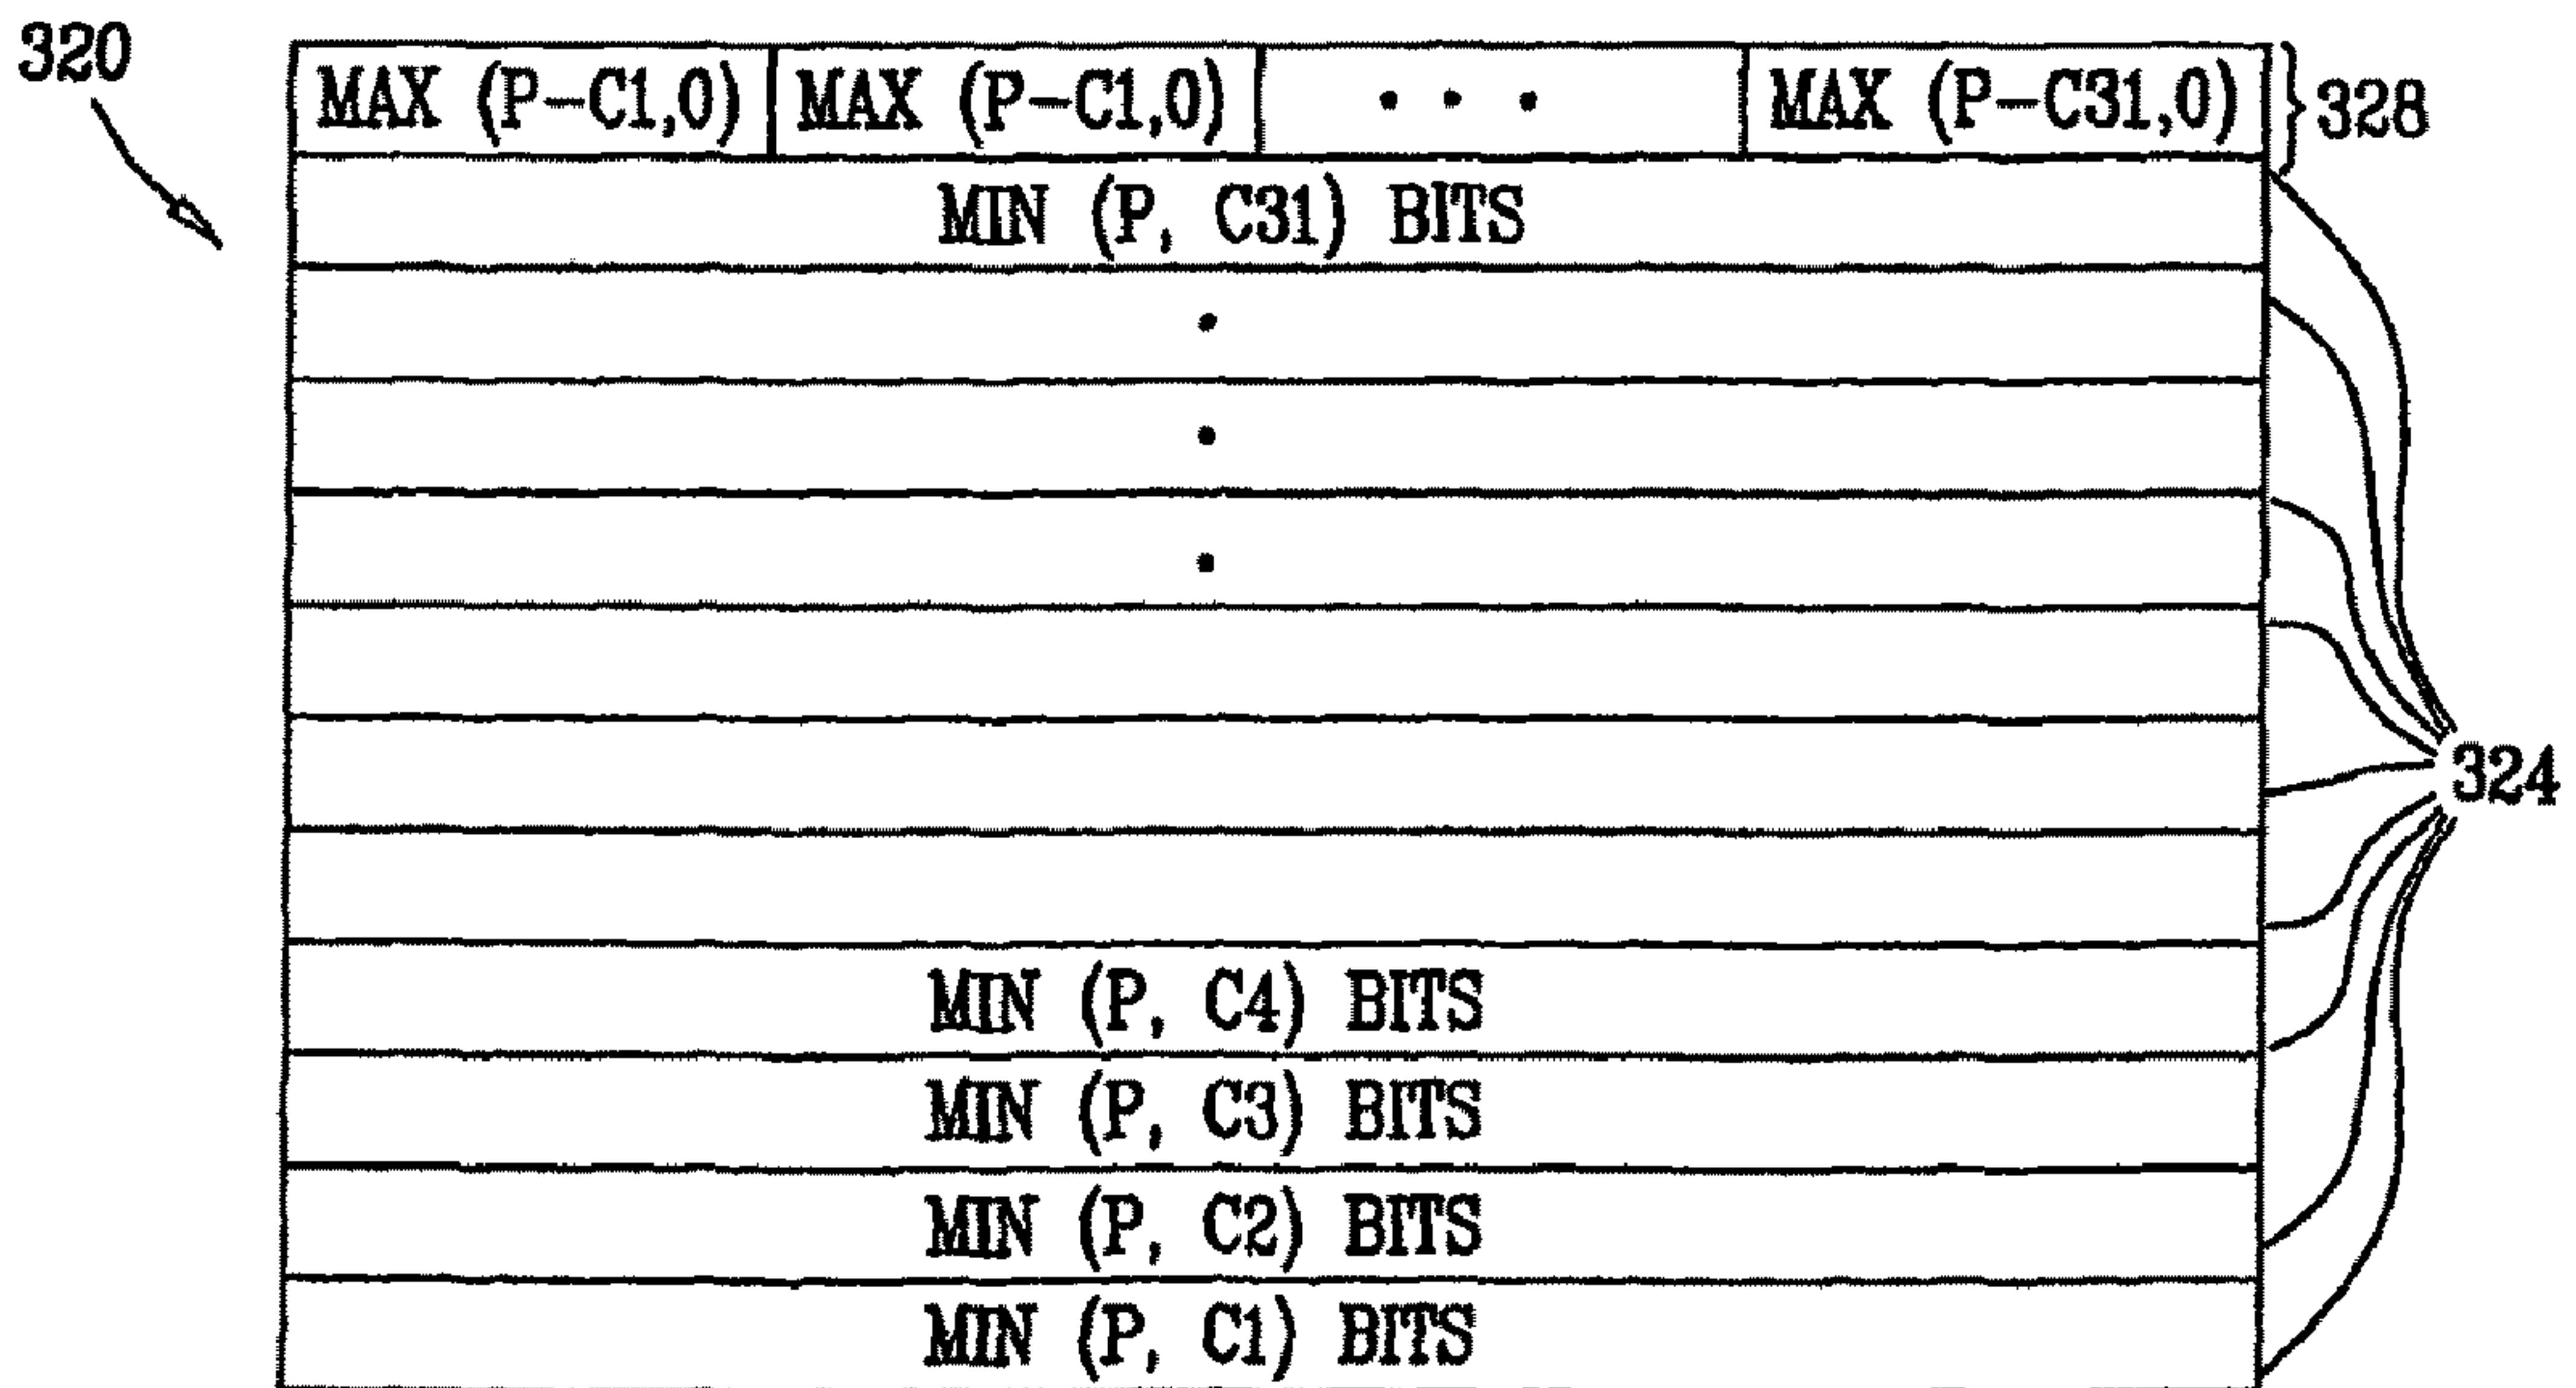 320
MAX (P-C1,0) MAX (P-C1,0) • • • MAX (P-C31,0) 328
MIN (P, C31) BITS
•
•
•
324
MIN (P, C4) BITS
MIN (P, C3) BITS
MIN (P, C2) BITS
MIN (P, C1) BITS